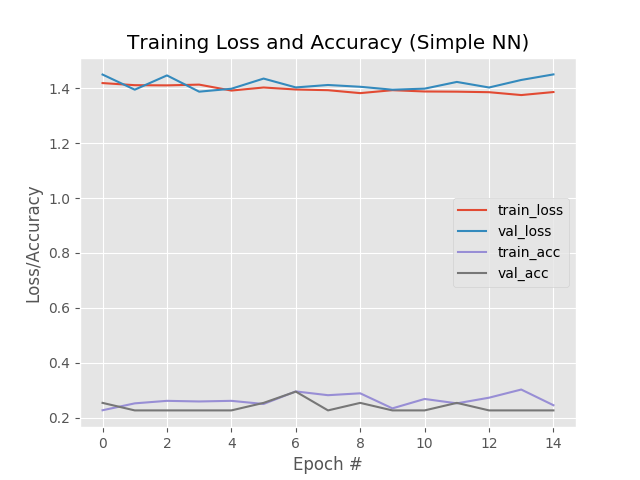 Training Loss and Accuracy (Simple NN)
1.4
1.2
1.0
0.8
0.6
0.4
0.2
Loss/Accuracy
train_loss
val_loss
train_acc
val_acc
0 2 4 6 8 10 12 14
Epoch #